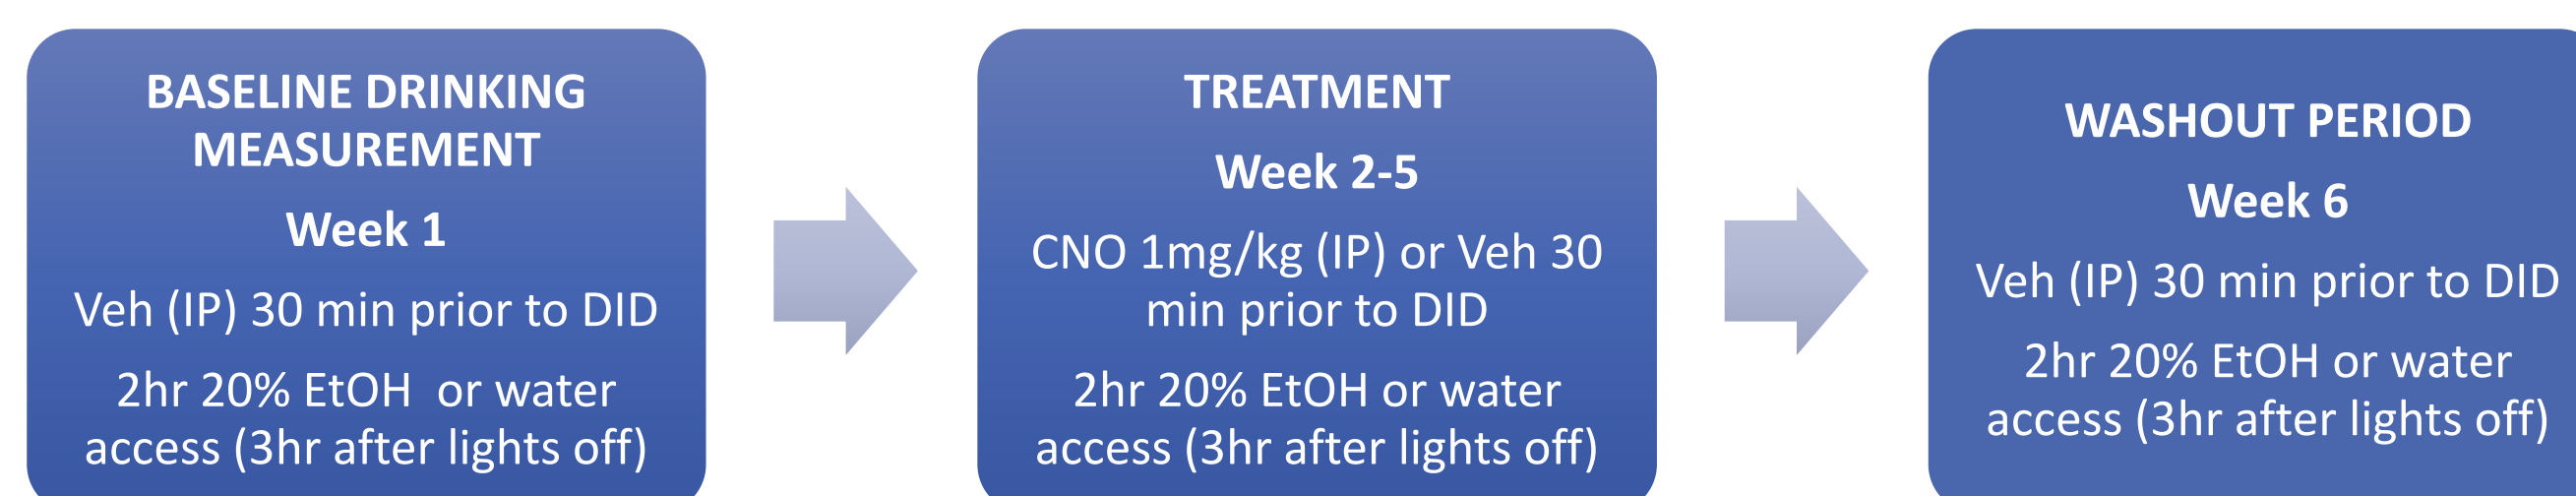 BASELINE DRINKING
MEASUREMENT
Week 1
Veh (IP) 30 min prior to DID
2hr 20% EtOH  or water
access (3hr after lights off)
TREATMENT
Week 2-5
CNO 1mg/kg (IP) or Veh 30
min prior to DID
2hr 20% EtOH or water
access (3hr after lights off)
WASHOUT PERIOD
Week 6
Veh (IP) 30 min prior to DID
2hr 20% EtOH or water
access (3hr after lights off)